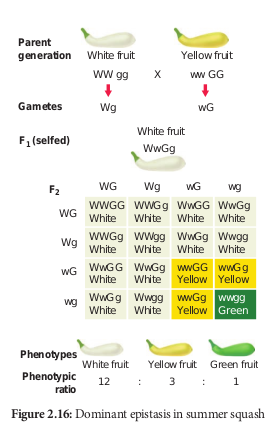 Parent
generation
White fruit
Yellow fruit
WW gg X ww GG
Gametes Wg wG
White fruit
F1 (selfed) WwGg
F2 WG Wg wG wg
WG WWGG WWGg WwGG WwGg
White White White White
Wg WWGg WWgg WwGg Wwgg
White White White White
wG WwGG WwGg wwGG wwGg
White White Yellow Yellow
wg WwGg Wwgg wwGg wwgg
White White Yellow Green
Phenotypes
White fruit Yellow fruit Green fruit
Phenotypic
ratio
12 : 3 : 1
Figure 2.16: Dominant epistasis in summer squash